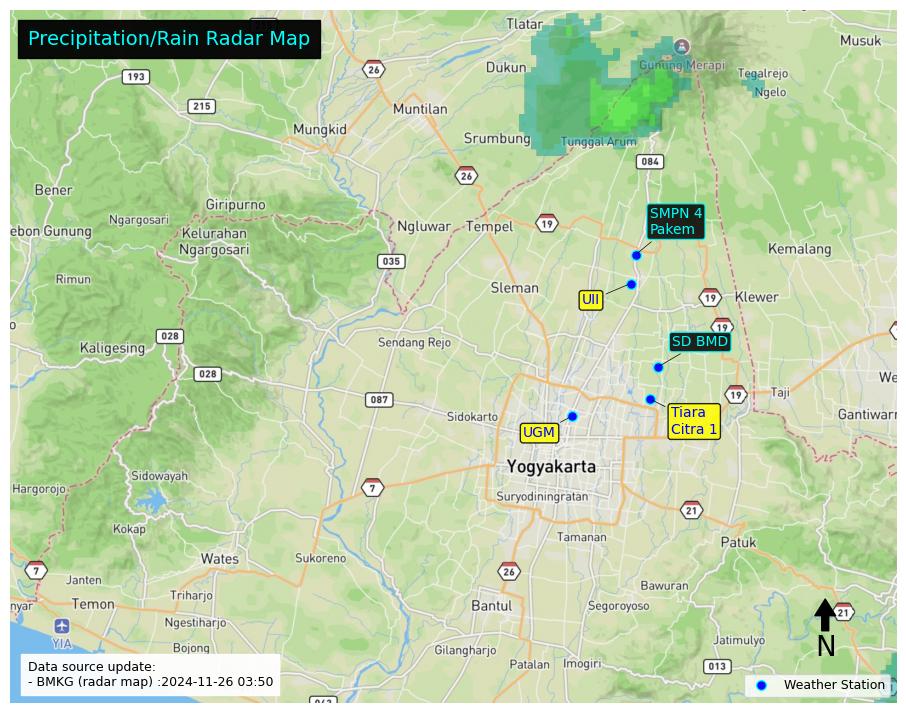 Precipitation/Rain Radar Map
Tlatar
Musuk
26
193
Dukun
Gunung Merapi
Tegalrejo
Ngelo
215
Muntilan
Mungkid
Srumbung
Tunggal Arum
084
26
Bener
Giripurno
SMPN 4
Pakem
Ngargosari
Ngluwar
Tempel
19
ebon Gunung
Kelurahan
Ngargosari
Kemalang
035
Rimun
Sleman
UII
19
Klewer
19
028
Kaligesing
Sendang Rejo
SD BMD
028
We
087
19
Taji
Sidokarto
Tiara
Citra 1
Gantiwarr
UGM
Yogyakarta
Sidowayah
Hargorojo
7
Suryodiningratan
21
Kokap
Tamanan
Patuk
Wates
Sukoreno
7
26
Janten
Bawuran
Triharjo
nyar
Temon
Bantul
Segoroyoso
21
Ngestiharjo
YIA
Jatimulyo
N
Bojong
Gilangharjo
Patalan
Imogiri
013
Data source update:
- BMKG (radar map) :2024-11-26 03:50
Weather Station